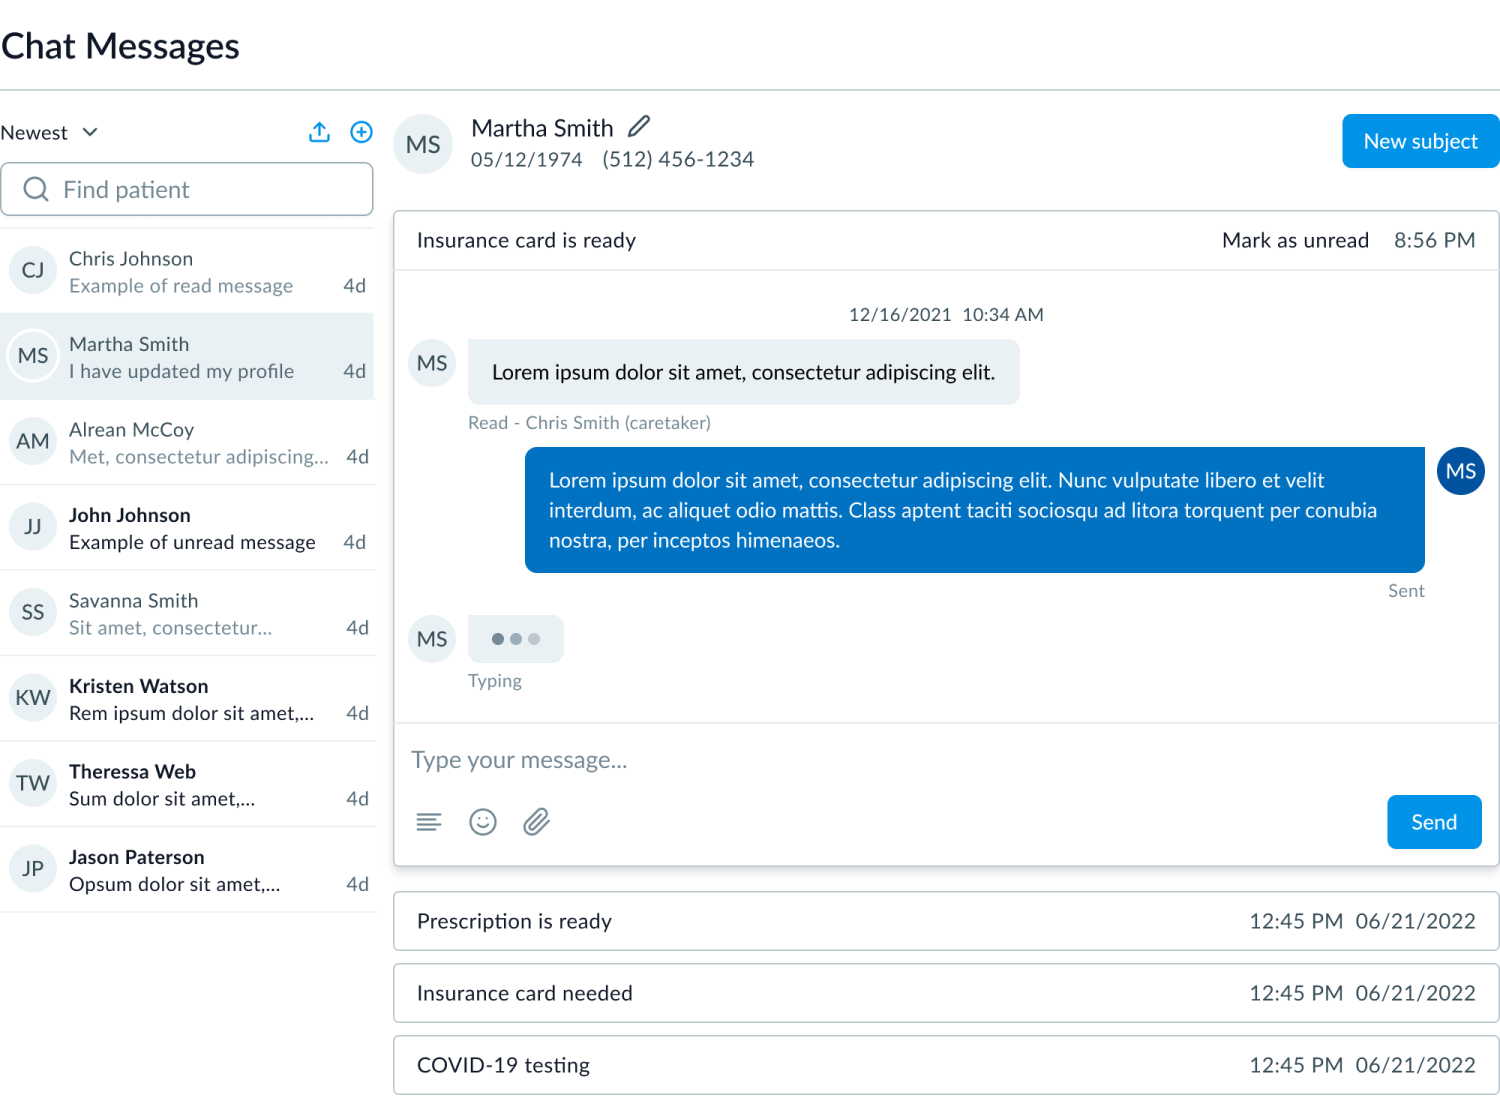 Chat Messages
Newest
Find patient
CJ
Chris Johnson
Example of read message 4d
MS
Martha Smith
I have updated my profile 4d
AM
Alrean McCoy
Met, consectetur adipiscing... 4d
JJ
John Johnson
Example of unread message 4d
SS
Savanna Smith
Sit amet, consectetur... 4d
KW
Kristen Watson
Rem ipsum dolor sit amet,... 4d
TW
Theressa Web
Sum dolor sit amet,... 4d
JP
Jason Paterson
Opsum dolor sit amet,... 4d
MS
Martha Smith
05/12/1974 (512) 456-1234
New subject
Insurance card is ready Mark as unread 8:56 PM
12/16/2021 10:34 AM
MS
Lorem ipsum dolor sit amet, consectetur adipiscing elit.
Read - Chris Smith (caretaker)
Lorem ipsum dolor sit amet, consectetur adipiscing elit. Nunc vulputate libero et velit
interdum, ac aliquet odio mattis. Class aptent taciti sociosqu ad litora torquent per conubia
nostra, per inceptos himenaeos.
MS
Sent
MS
Typing
Type your message...
Send
Prescription is ready 12:45 PM 06/21/2022
Insurance card needed 12:45 PM 06/21/2022
COVID-19 testing 12:45 PM 06/21/2022